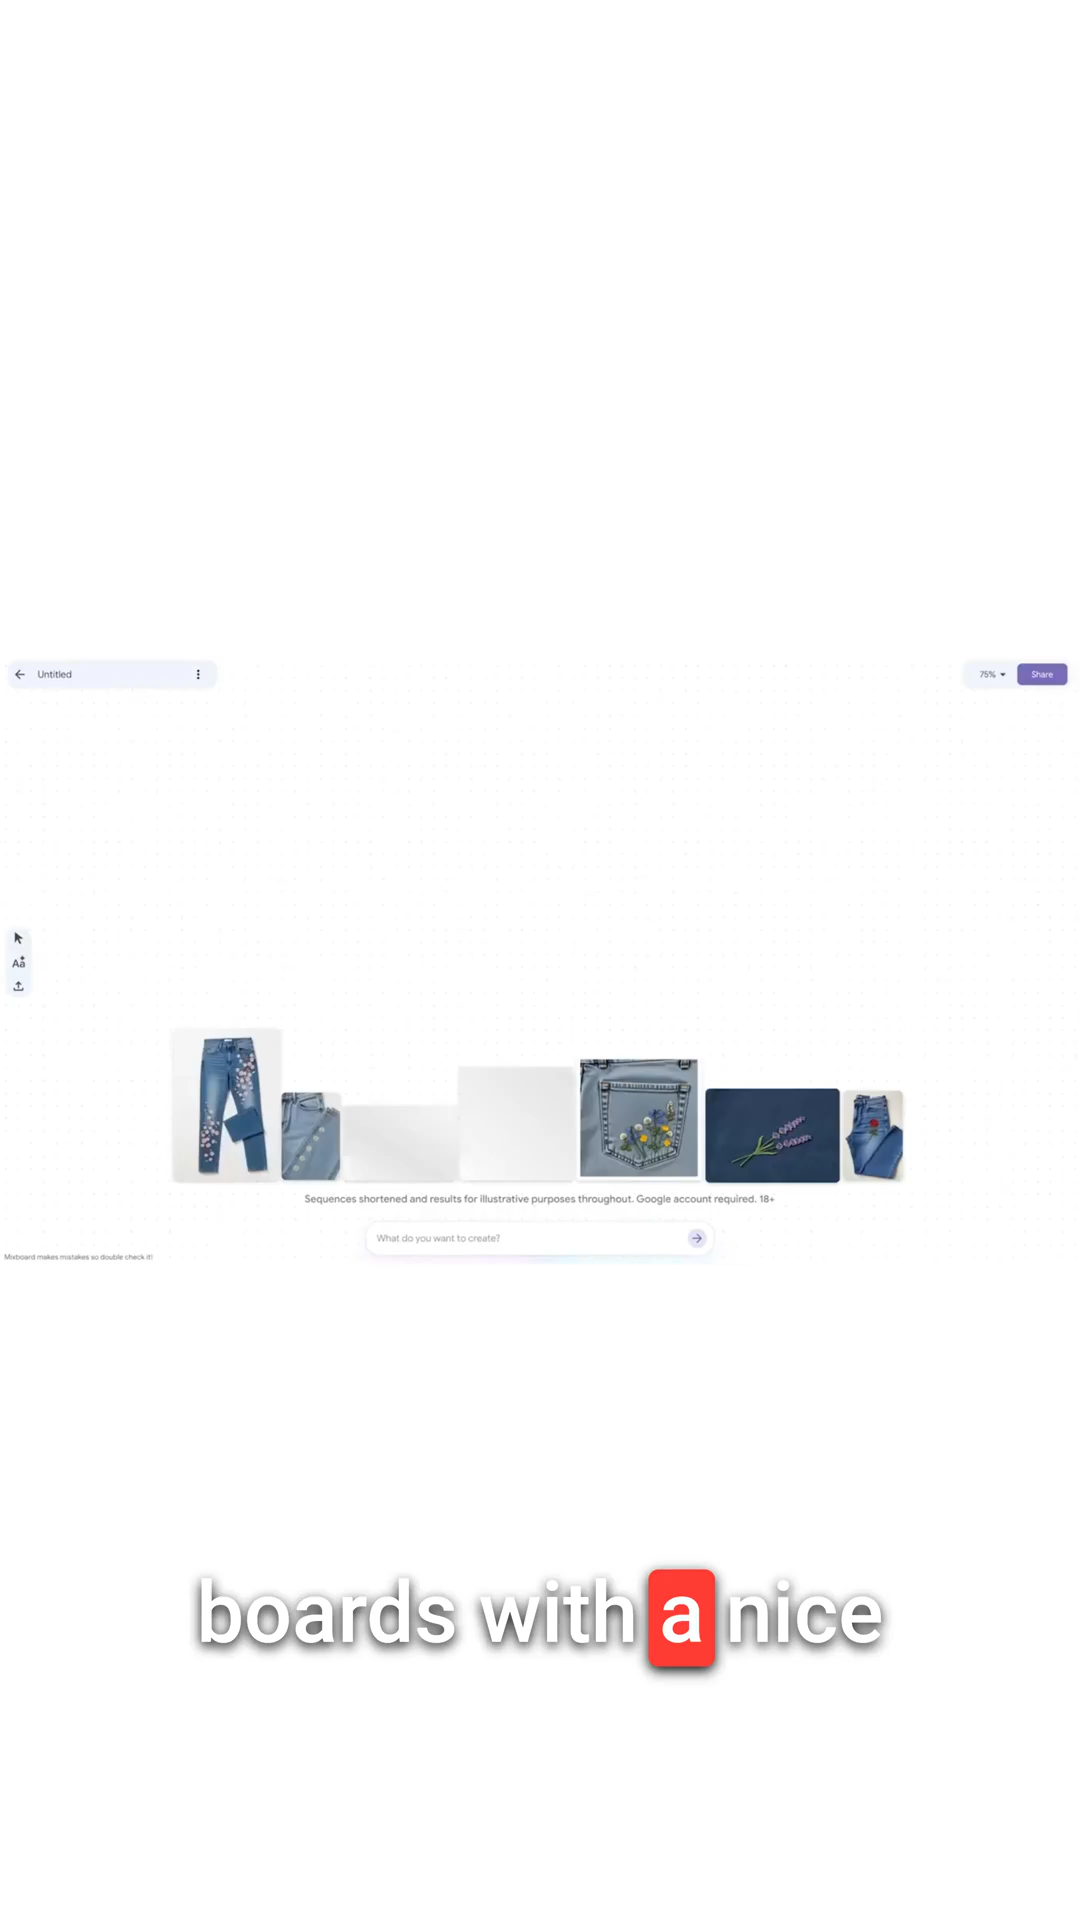 Untitled
75%
Share
Aa
Sequences shortened and results for illustrative purposes throughout. Google account required. 18+
What do you want to create?
Mixboard makes mistakes so double check it!
boards with a nice